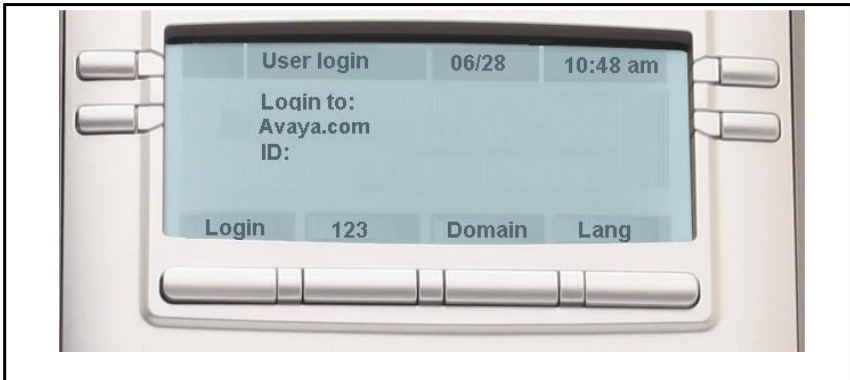 User login 06/28 10:48 am
Login to:
Avaya.com
ID:
Login 123 Domain Lang